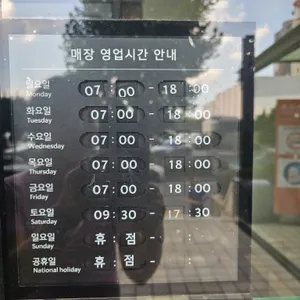 매장 영업시간 안내
월요일 07:00 - 18:00
Monday
화요일 07:00 - 18:00
Tuesday
수요일 07:00 - 18:00
Wednesday
목요일 07:00 - 18:00
Thursday
금요일 07:00 - 18:00
Friday
토요일 09:30 - 17:30
Saturday
일요일 휴:점 - :
Sunday
공휴일 휴:점 - :
National holiday